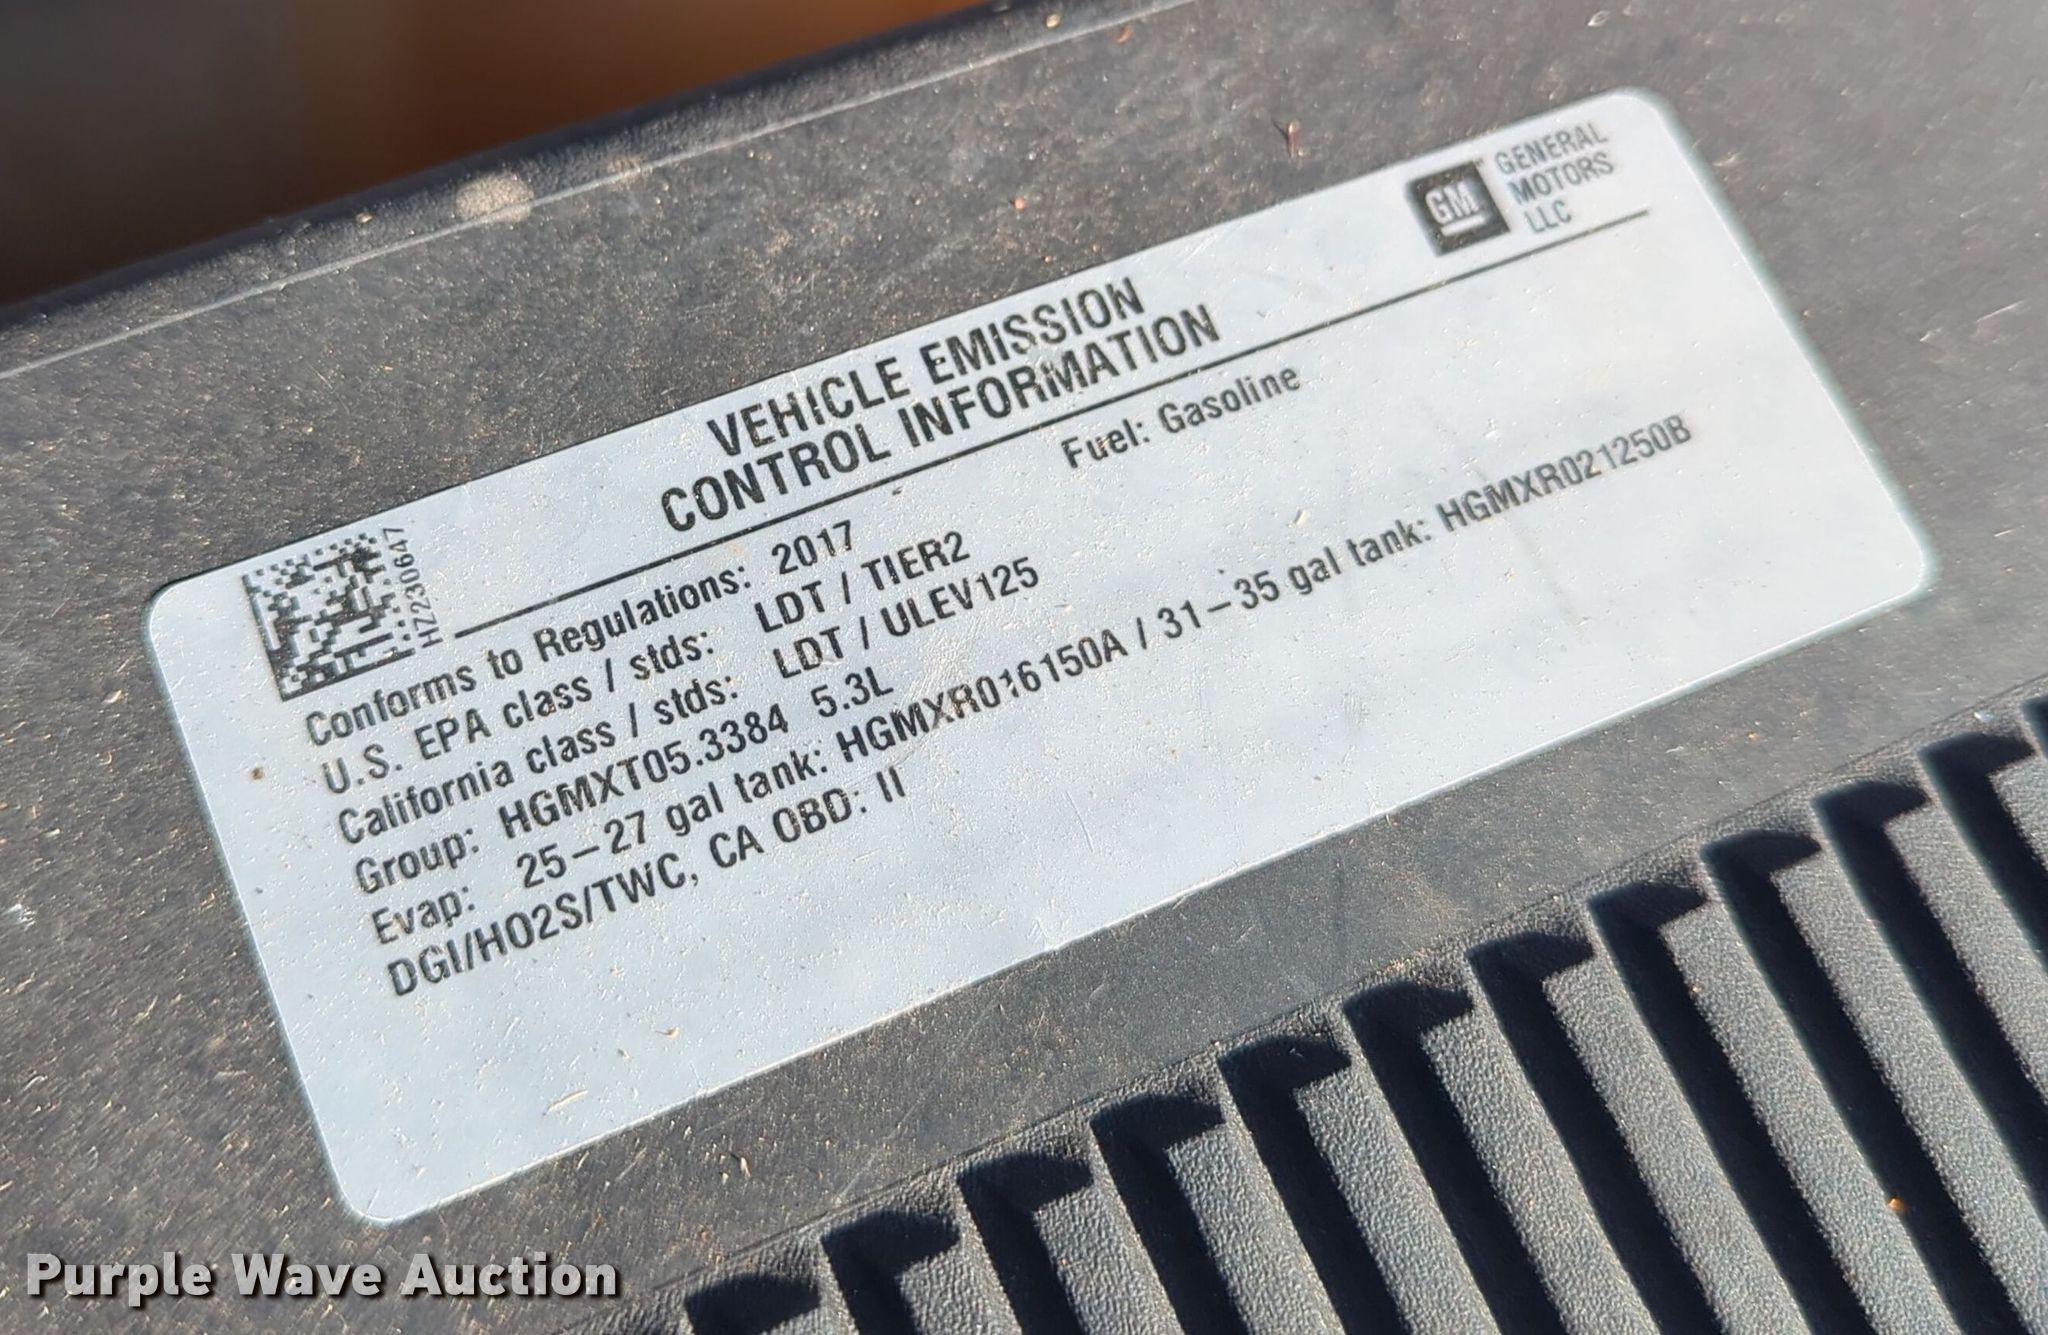 GM GENERAL
MOTORS
LLC
VEHICLE EMISSION
CONTROL INFORMATION
HZ2230647
Conforms to Regulations: 2017 Fuel: Gasoline
U.S. EPA class / stds: LDT / TIER2
California class / stds: LDT / ULEV125
Group: HGMXT05.3384 5.3L
Evap: 25-27 gal tank: HGMXR016150A / 31-35 gal tank: HGMXR021250B
DGI/HO2S/TWC, CA OBD: II
Purple Wave Auction